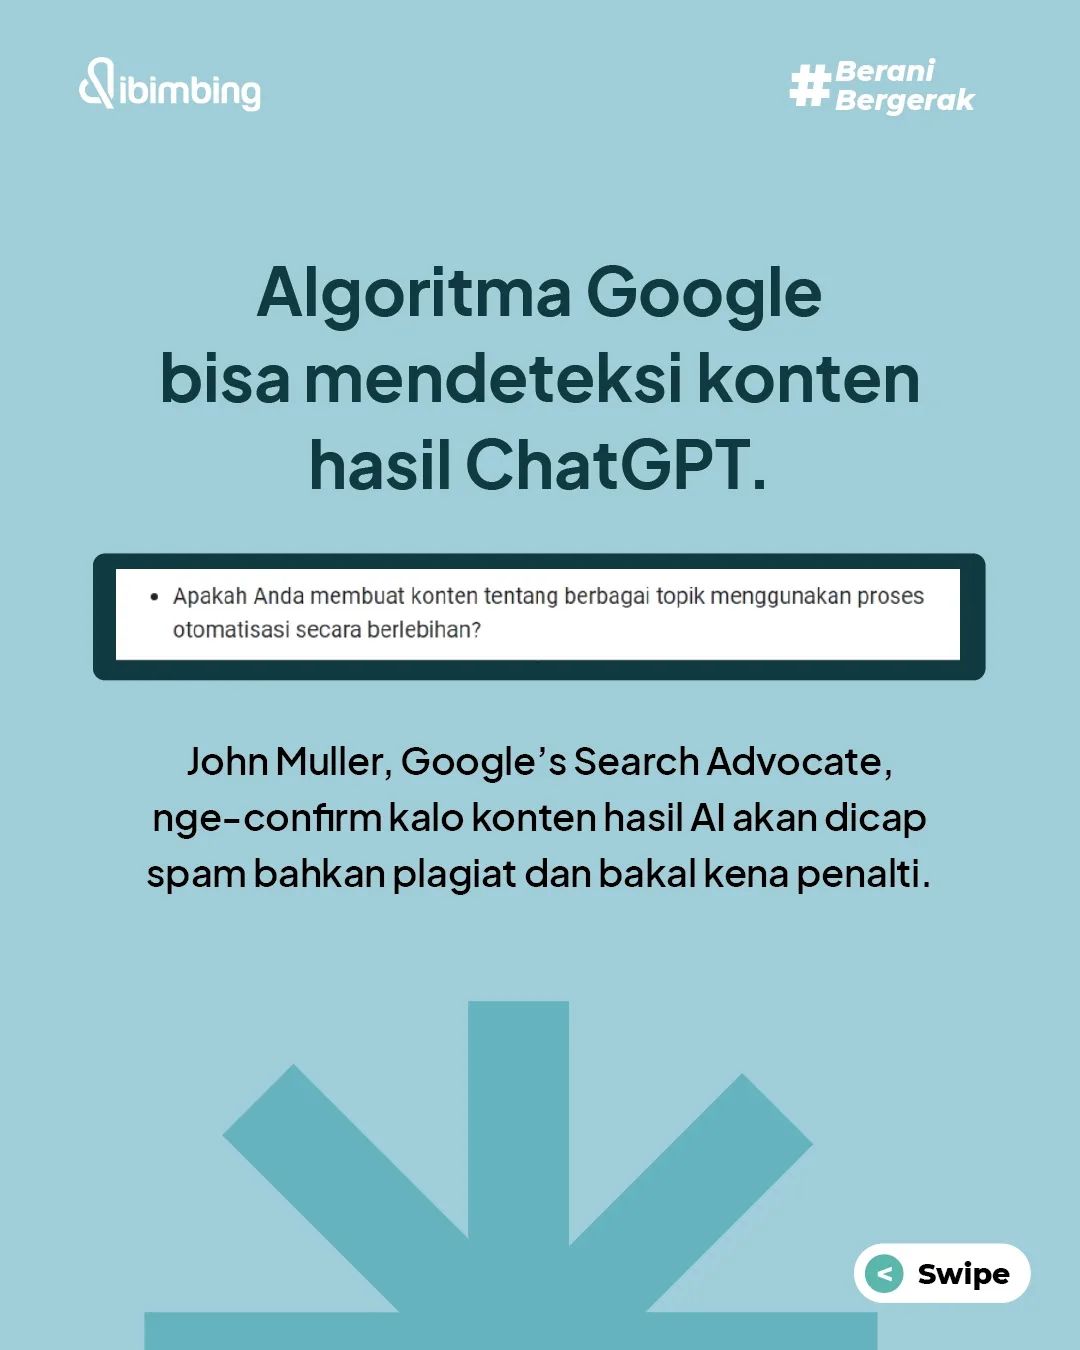 dibimbing
#Berani
Bergerak
Algoritma Google
bisa mendeteksi konten
hasil ChatGPT.
• Apakah Anda membuat konten tentang berbagai topik menggunakan proses
otomatisasi secara berlebihan?
John Muller, Google’s Search Advocate,
nge-confirm kalo konten hasil AI akan dicap
spam bahkan plagiat dan bakal kena penalti.
< Swipe